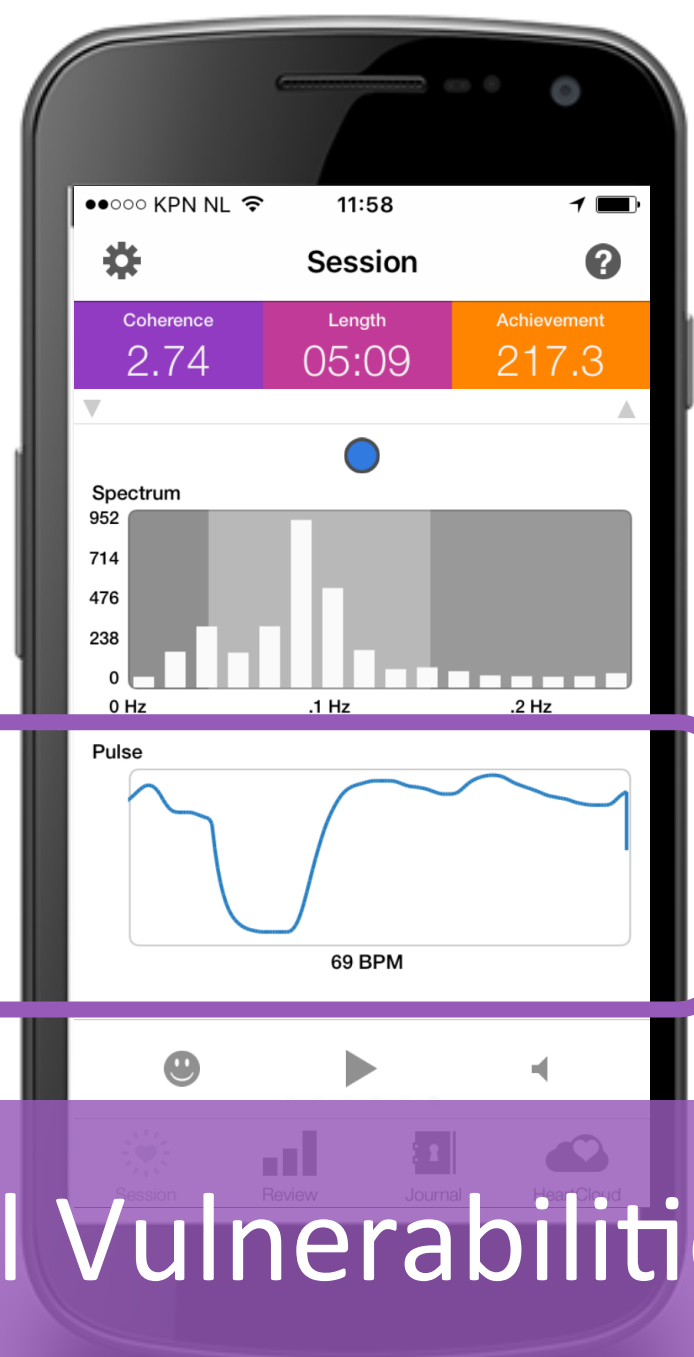 KPN NL 11:58
Session
Coherence Length Achievement
2.74 05:09 217.3
Spectrum
952
714
476
238
0
0 Hz .1 Hz .2 Hz
Pulse
69 BPM
Session Review Journal HeartCloud
l Vulnerabiliti